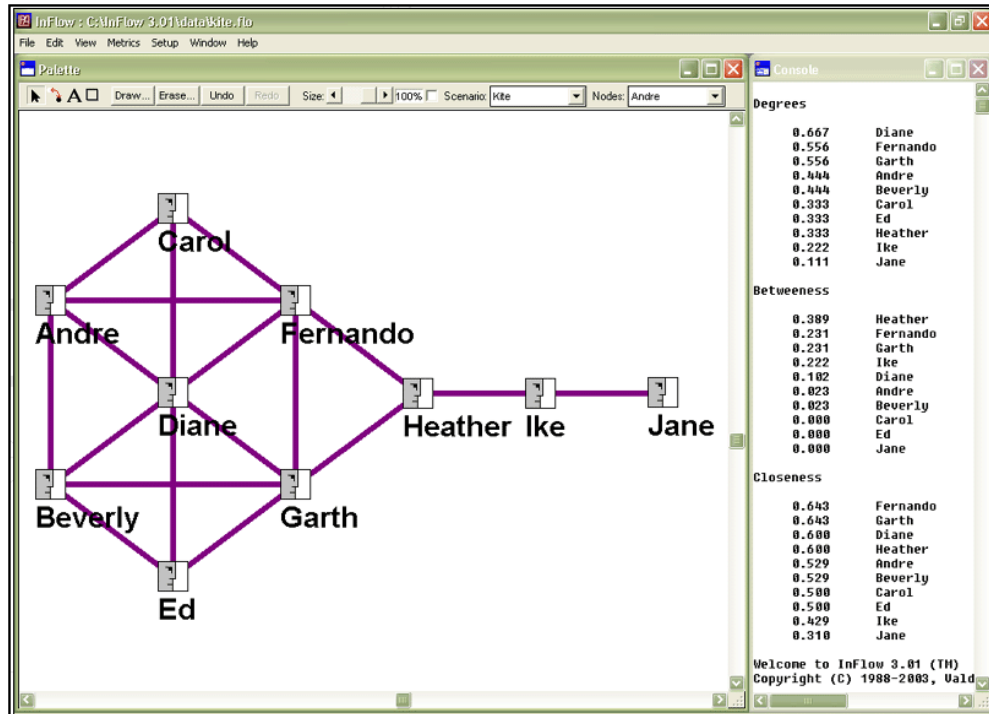 InFlow : C:\InFlow 3.01\data\kite.flo
File Edit View Metrics Setup Window Help
Palette
A Draw... Erase... Undo Redo Size: 100% Scenario: Kite Nodes: Andre
Carol
Andre Fernando
Diane
Heather Ike Jane
Beverly Garth
Ed
Console
Degrees
0.667 Diane
0.556 Fernando
0.556 Garth
0.444 Andre
0.444 Beverly
0.333 Carol
0.333 Ed
0.333 Heather
0.222 Ike
0.111 Jane
Betweeness
0.389 Heather
0.231 Fernando
0.231 Garth
0.222 Ike
0.102 Diane
0.023 Andre
0.023 Beverly
0.000 Carol
0.000 Ed
0.000 Jane
Closeness
0.643 Fernando
0.643 Garth
0.600 Diane
0.600 Heather
0.529 Andre
0.529 Beverly
0.500 Carol
0.500 Ed
0.429 Ike
0.310 Jane
Welcome to InFlow 3.01 (TM)
Copyright (C) 1988-2003, Vald